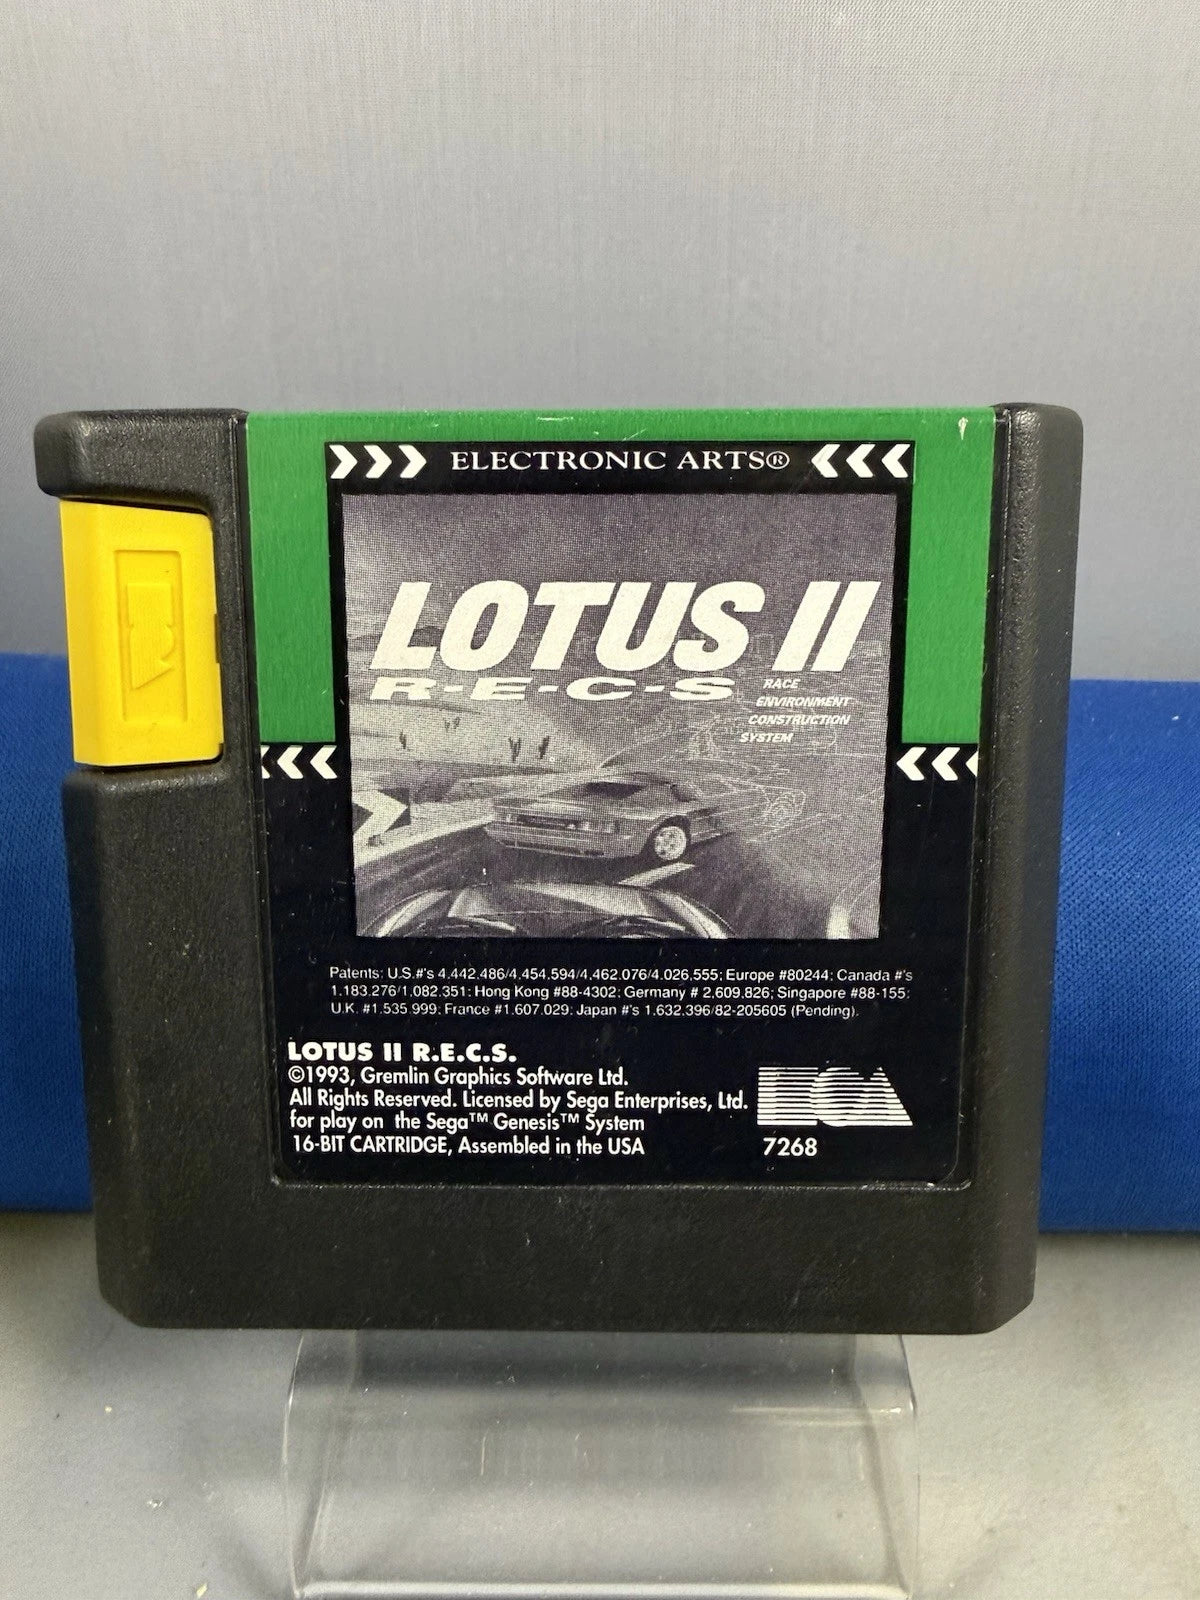 ELECTRONIC ARTS®
LOTUS II
R-E-C-S
RACE
ENVIRONMENT
CONSTRUCTION
SYSTEM
Patents: U.S.#'s 4,442,486/4,454,594/4,462,076/4,026,555; Europe #80244; Canada #'s
1,183,276/1,082,351; Hong Kong #88-4302; Germany # 2,609,826; Singapore #88-155;
U.K. #1,535,999; France #1,607,029; Japan #'s 1,632,396/82-205605 (Pending).
LOTUS II R.E.C.S.
©1993, Gremlin Graphics Software Ltd.
All Rights Reserved. Licensed by Sega Enterprises, Ltd.
for play on the Sega™ Genesis™ System
16-BIT CARTRIDGE, Assembled in the USA
EA
7268